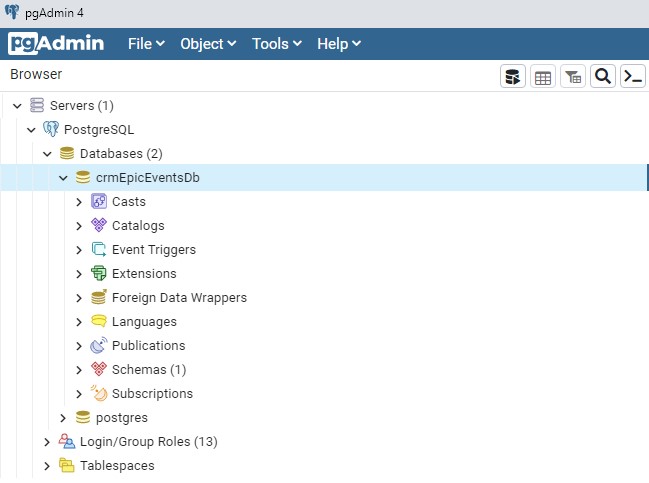 pgAdmin 4
pgAdmin File Object Tools Help
Browser
Servers (1)
PostgreSQL
Databases (2)
crmEpicEventsDb
Casts
Catalogs
Event Triggers
Extensions
Foreign Data Wrappers
Languages
Publications
Schemas (1)
Subscriptions
postgres
Login/Group Roles (13)
Tablespaces